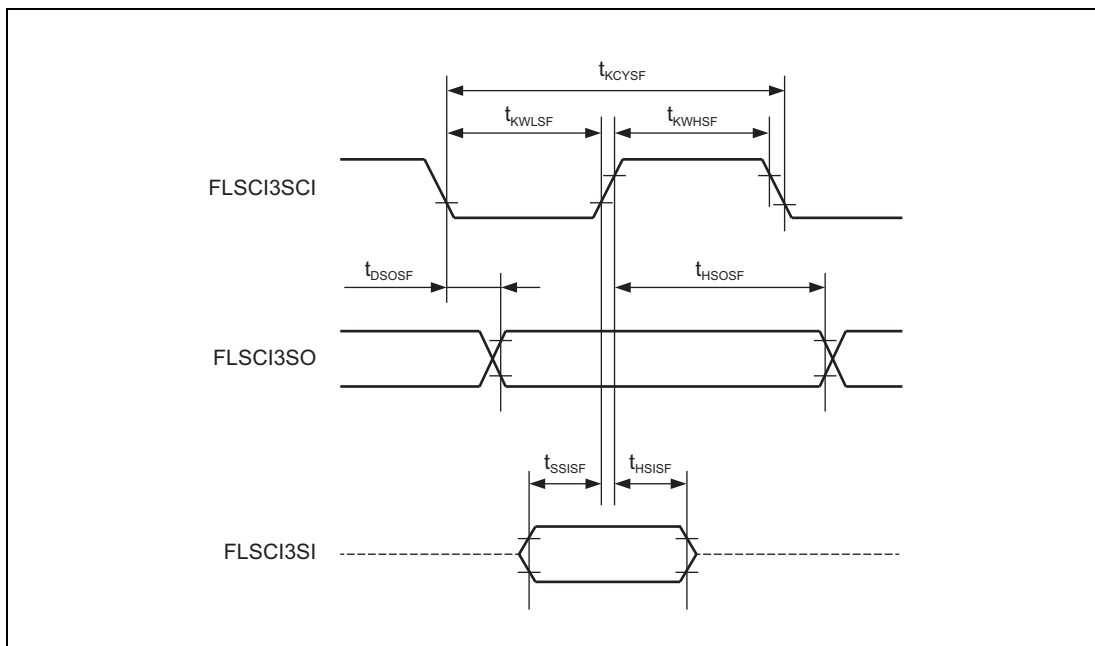 tKCYSF
tKWLSF tKWHSF
FLSCI3SCI
tDSOSF tHSOSF
FLSCI3SO
tSSISF tHSISF
FLSCI3SI